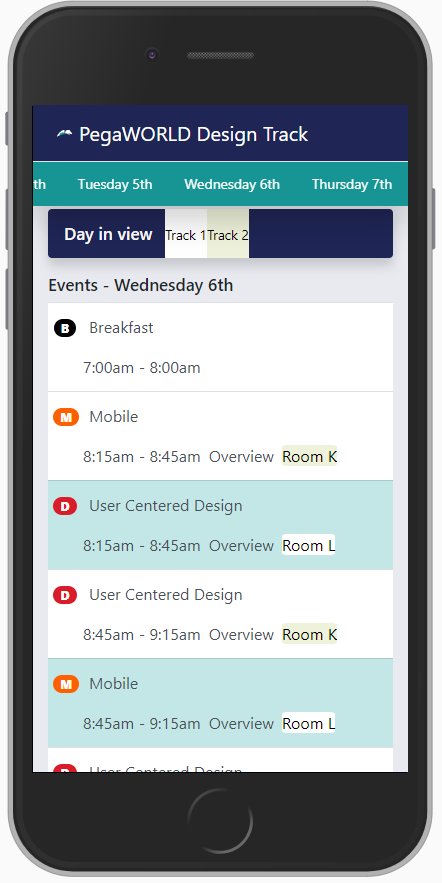 PegaWORLD Design Track
th Tuesday 5th Wednesday 6th Thursday 7th
Day in view Track 1 Track 2
Events - Wednesday 6th
B Breakfast
7:00am - 8:00am
M Mobile
8:15am - 8:45am Overview Room K
D User Centered Design
8:15am - 8:45am Overview Room L
D User Centered Design
8:45am - 9:15am Overview Room K
M Mobile
8:45am - 9:15am Overview Room L
D User Centered Design